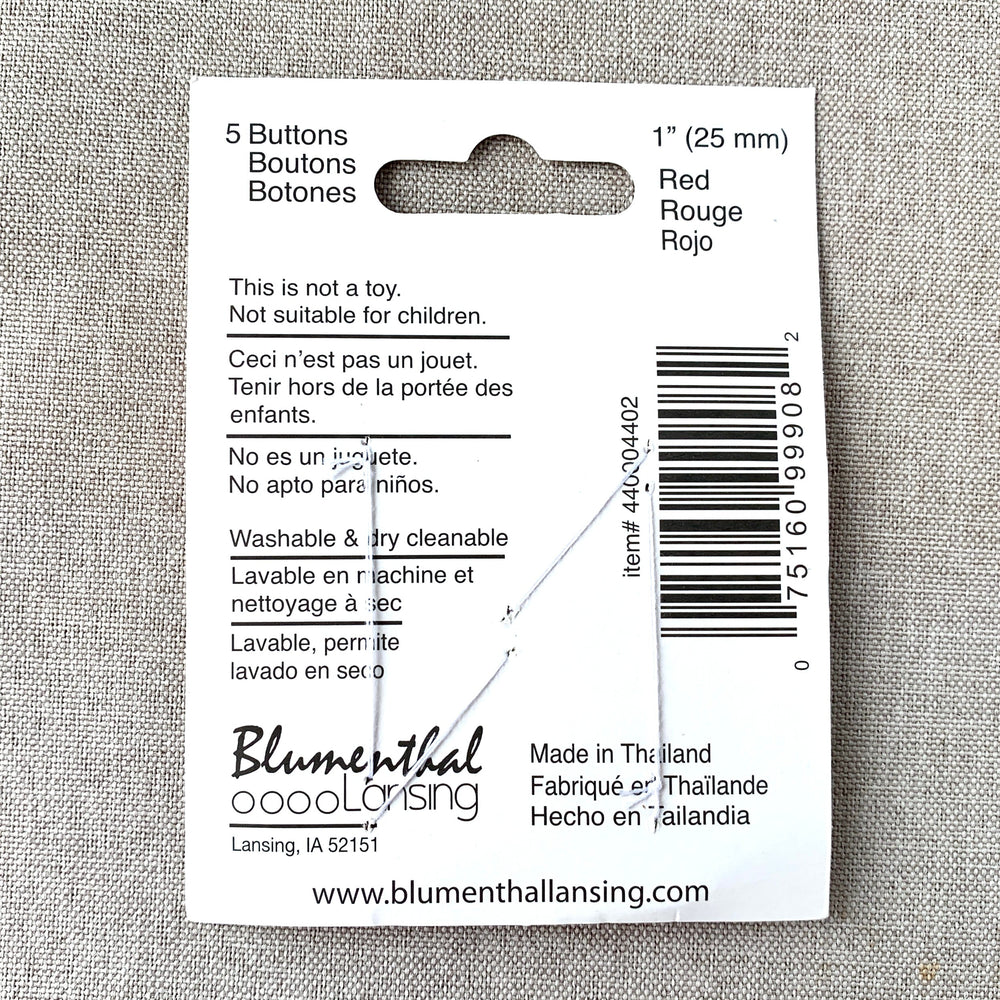 5 Buttons
Boutons
Botones
1” (25 mm)
Red
Rouge
Rojo
This is not a toy.
Not suitable for children.
Ceci n’est pas un jouet.
Tenir hors de la portée des
enfants.
No es un juguete.
No apto para niños.
Washable & dry cleanable
Lavable en machine et
nettoyage à sec
Lavable, permite
lavado en seco
item# 440004402
0 75160 99908 2
Blumenthal
Lansing
Lansing, IA 52151
Made in Thailand
Fabriqué en Thaïlande
Hecho en Tailandia
www.blumenthallansing.com